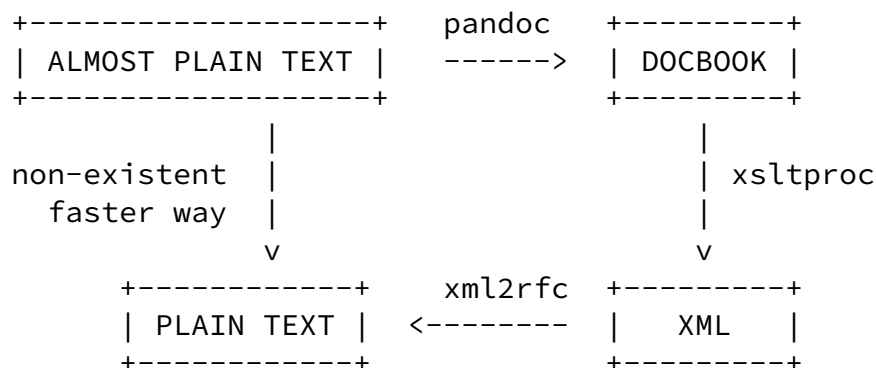 +-------------------+   pandoc   +---------+
| ALMOST PLAIN TEXT |   ------>  | DOCBOOK |
+-------------------+            +---------+
              |                       |
non-existent  |                       | xsltproc
  faster way  |                       |
              v                       v
      +------------+    xml2rfc  +---------+
      | PLAIN TEXT |  <--------  |   XML   |
      +------------+             +---------+